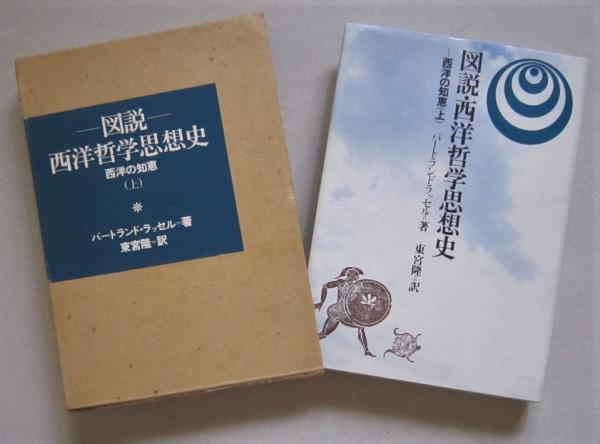 —図説—
西洋哲学思想史
西洋の知恵
(上)
＊
バートランド・ラッセル=著
東宮隆=訳
図説・西洋哲学思想史
—西洋の知恵(上)
バートランド・ラッセル=著
東宮隆=訳